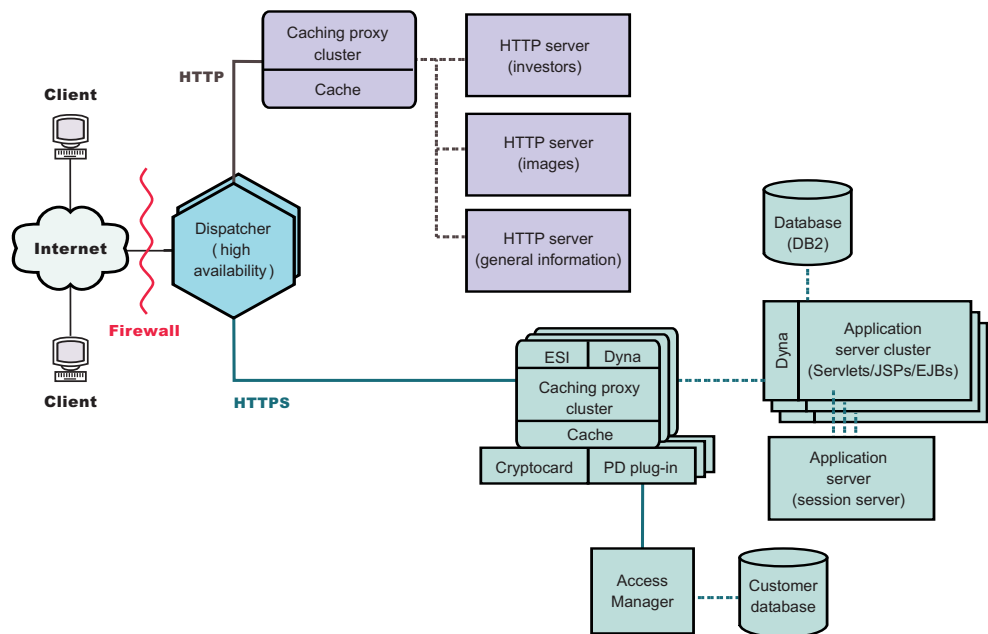 Caching proxy
cluster
Cache
HTTP
HTTP server
(investors)
HTTP server
(images)
HTTP server
(general information)
Client
Internet
Client
Firewall
Dispatcher
( high
availability )
HTTPS
ESI
Dyna
Caching proxy
cluster
Cache
Cryptocard
PD plug-in
Database
(DB2)
Dyna
Application
server cluster
(Servlets/JSPs/EJBs)
Application
server
(session server)
Access
Manager
Customer
database